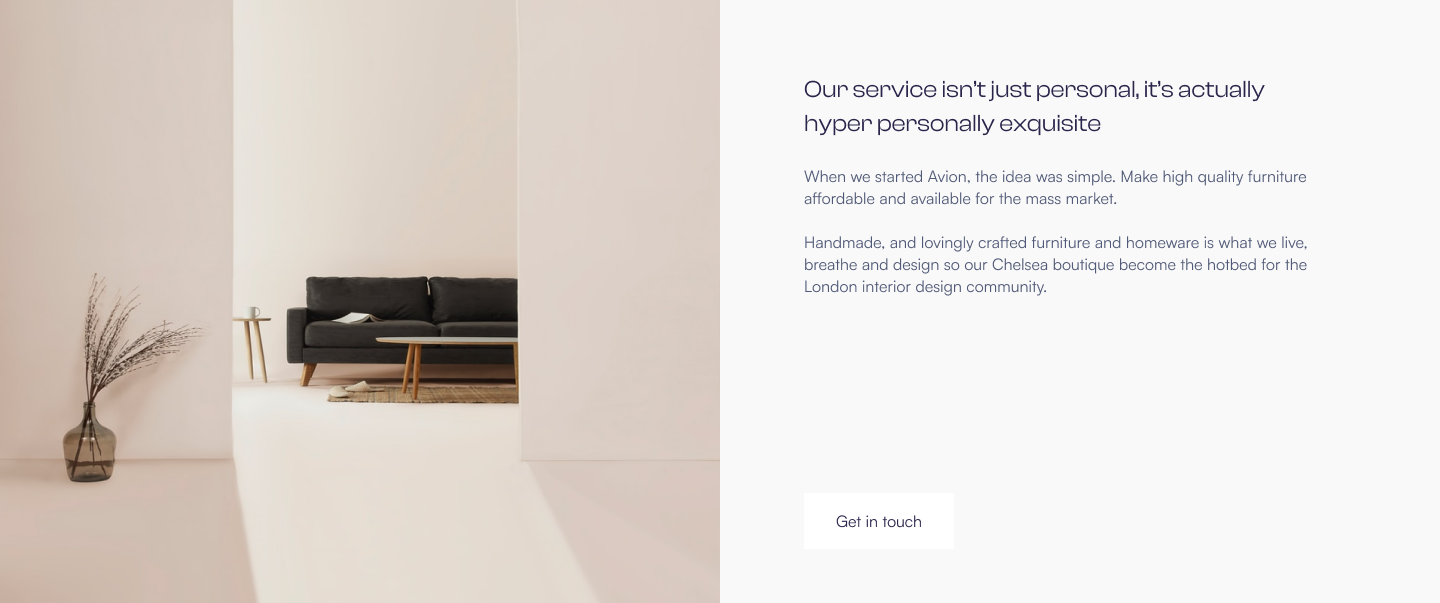 Our service isn’t just personal, it’s actually
hyper personally exquisite
When we started Avion, the idea was simple. Make high quality furniture
affordable and available for the mass market.
Handmade, and lovingly crafted furniture and homeware is what we live,
breathe and design so our Chelsea boutique become the hotbed for the
London interior design community.
Get in touch